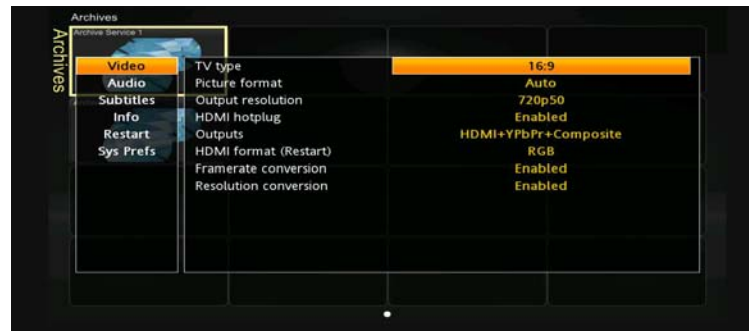 Archives
Archives
Archive Service 1
Video
TV type 16:9
Audio
Picture format Auto
Subtitles
Output resolution 720p50
Info
HDMI hotplug Enabled
Restart
Outputs HDMI+YPbPr+Composite
Sys Prefs
HDMI format (Restart) RGB
Framerate conversion Enabled
Resolution conversion Enabled